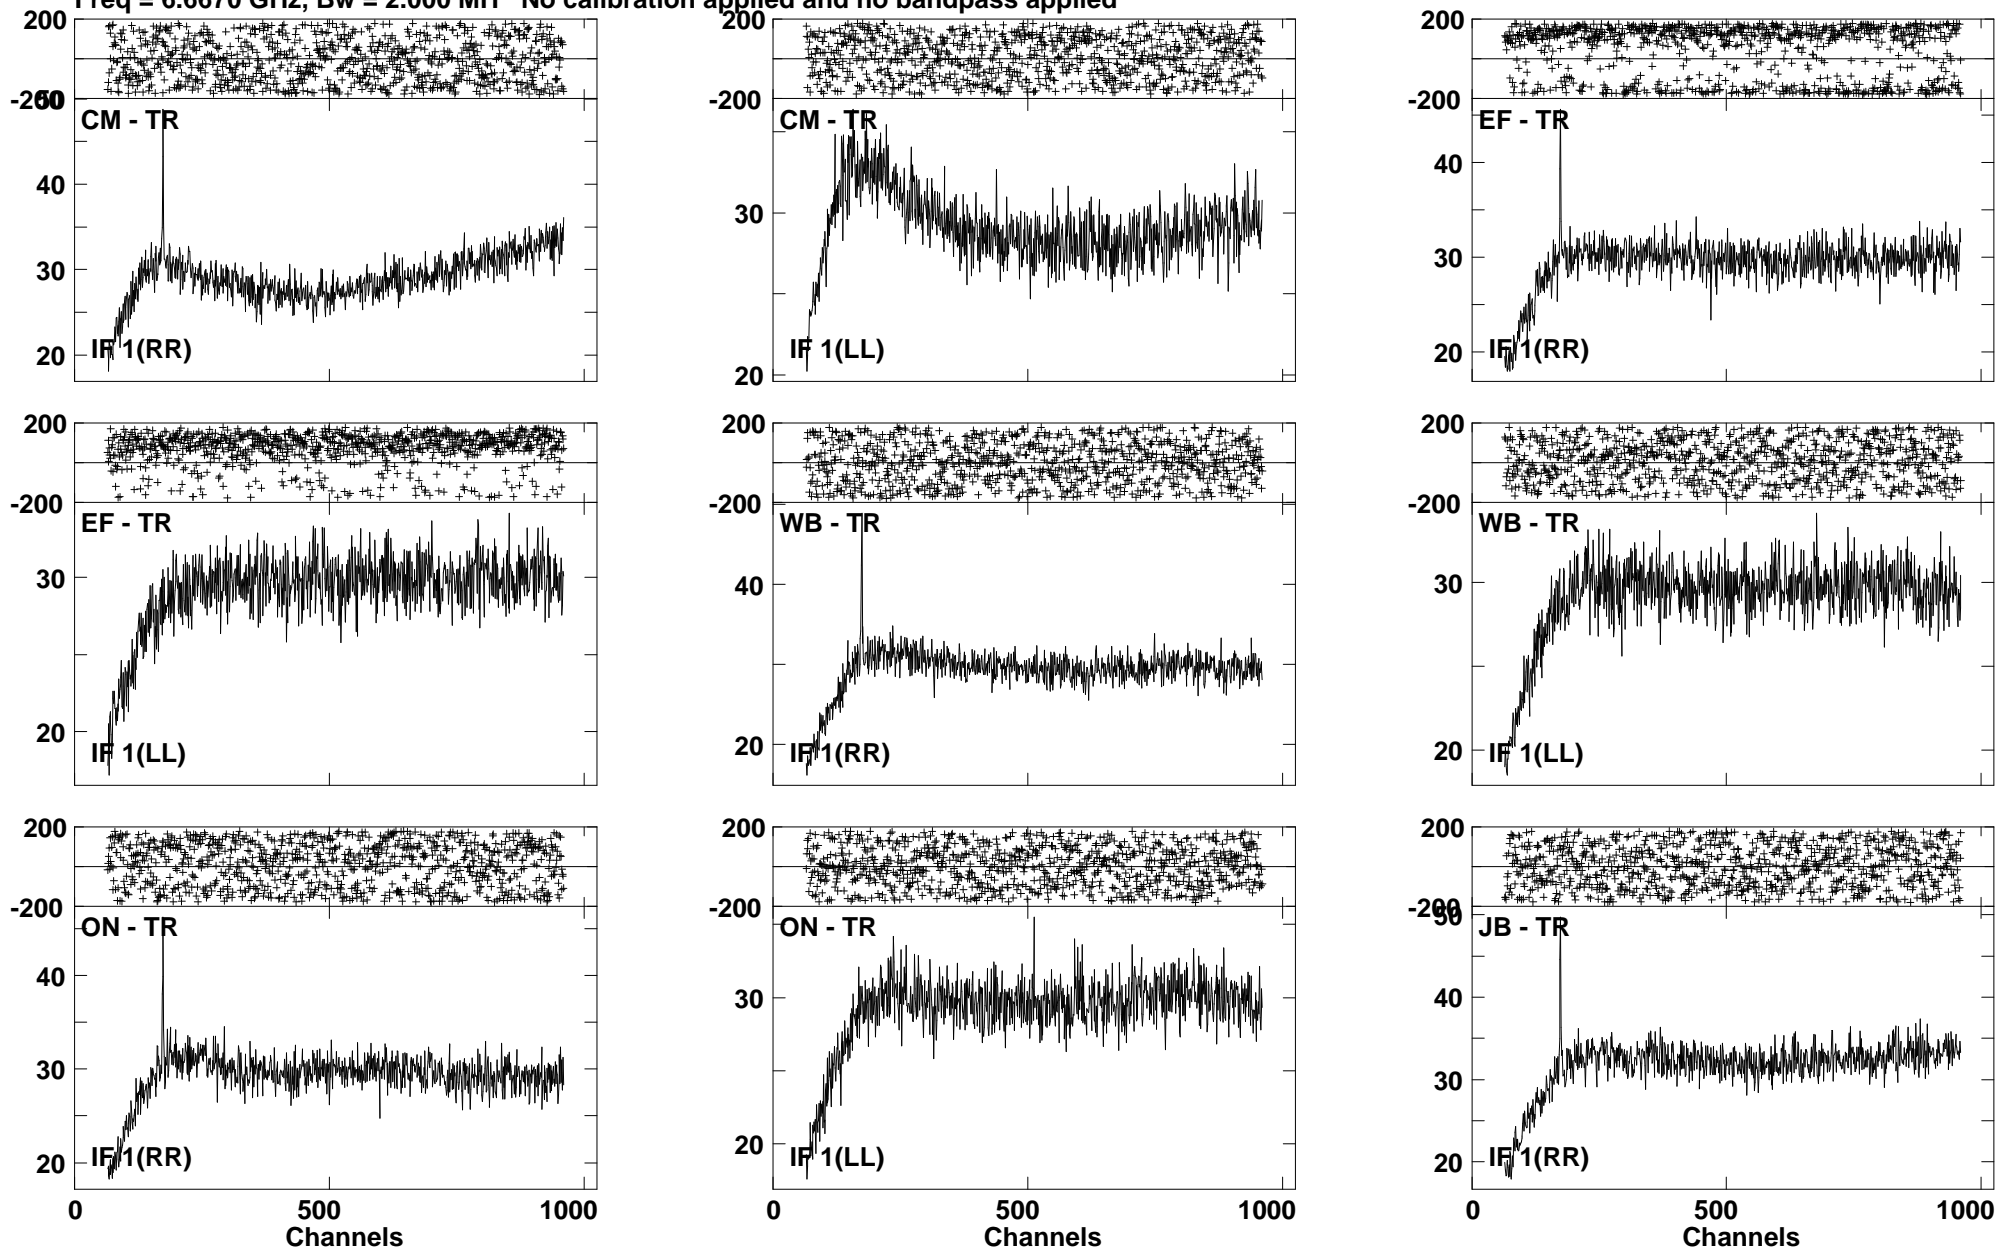 Freq = 6.6670 GHz, Bw = 2.000 MH No calibration applied and no bandpass applied
200
-200
50
CM - TR
40
30
20
IF 1(RR)
200
-200
CM - TR
30
20
IF 1(LL)
200
-200
EF - TR
40
30
20
IF 1(RR)
200
-200
EF - TR
30
20
IF 1(LL)
200
-200
WB - TR
40
20
IF 1(RR)
200
-200
WB - TR
30
20
IF 1(LL)
200
-200
ON - TR
40
30
20
IF 1(RR)
0 500 1000
Channels
200
-200
ON - TR
30
20
IF 1(LL)
0 500 1000
Channels
200
-200
50
JB - TR
40
30
20
IF 1(RR)
0 500 1000
Channels